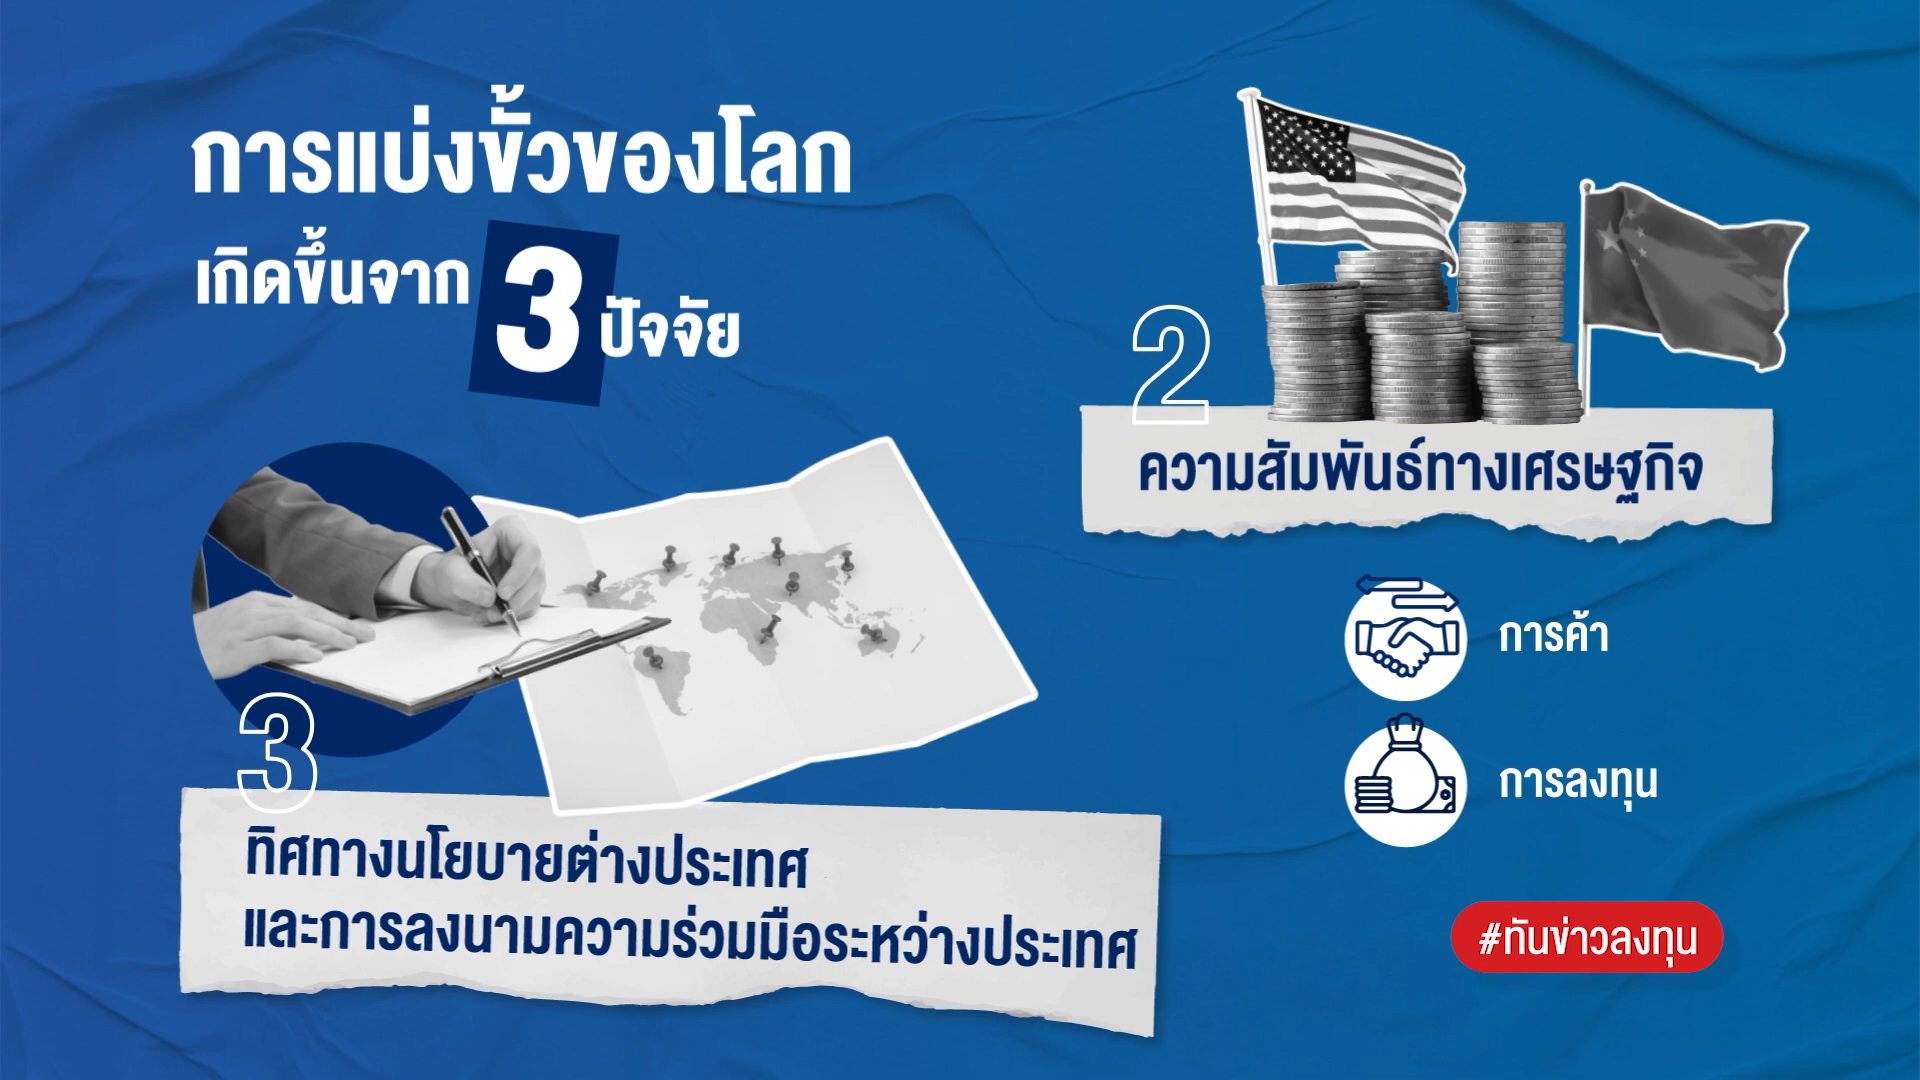 การแบ่งขั้วของโลก
เกิดขึ้นจาก 3 ปัจจัย
2
ความสัมพันธ์ทางเศรษฐกิจ
การค้า
การลงทุน
3
ทิศทางนโยบายต่างประเทศ
และการลงนามความร่วมมือระหว่างประเทศ
#ทันข่าวลงทุน